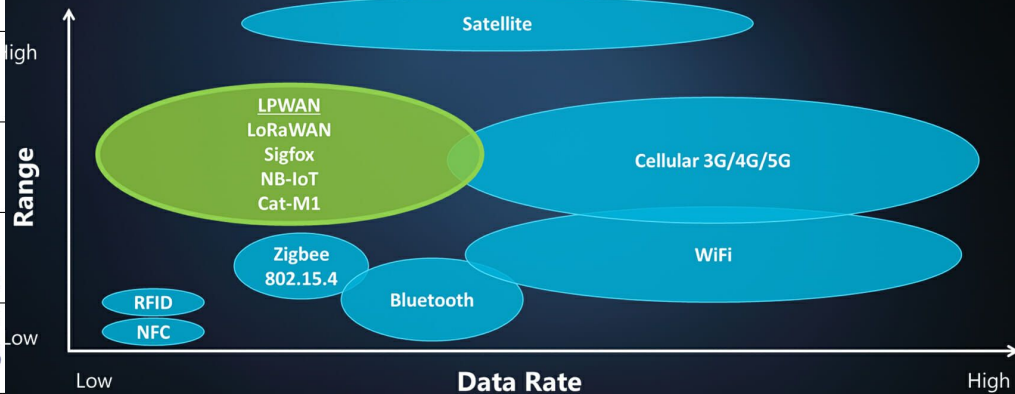 Satellite
High
LPWAN
LoRaWAN
Sigfox
NB-IoT
Cat-M1
Cellular 3G/4G/5G
Range
Zigbee
802.15.4
WiFi
Bluetooth
RFID
NFC
Low
Low
Data Rate
High